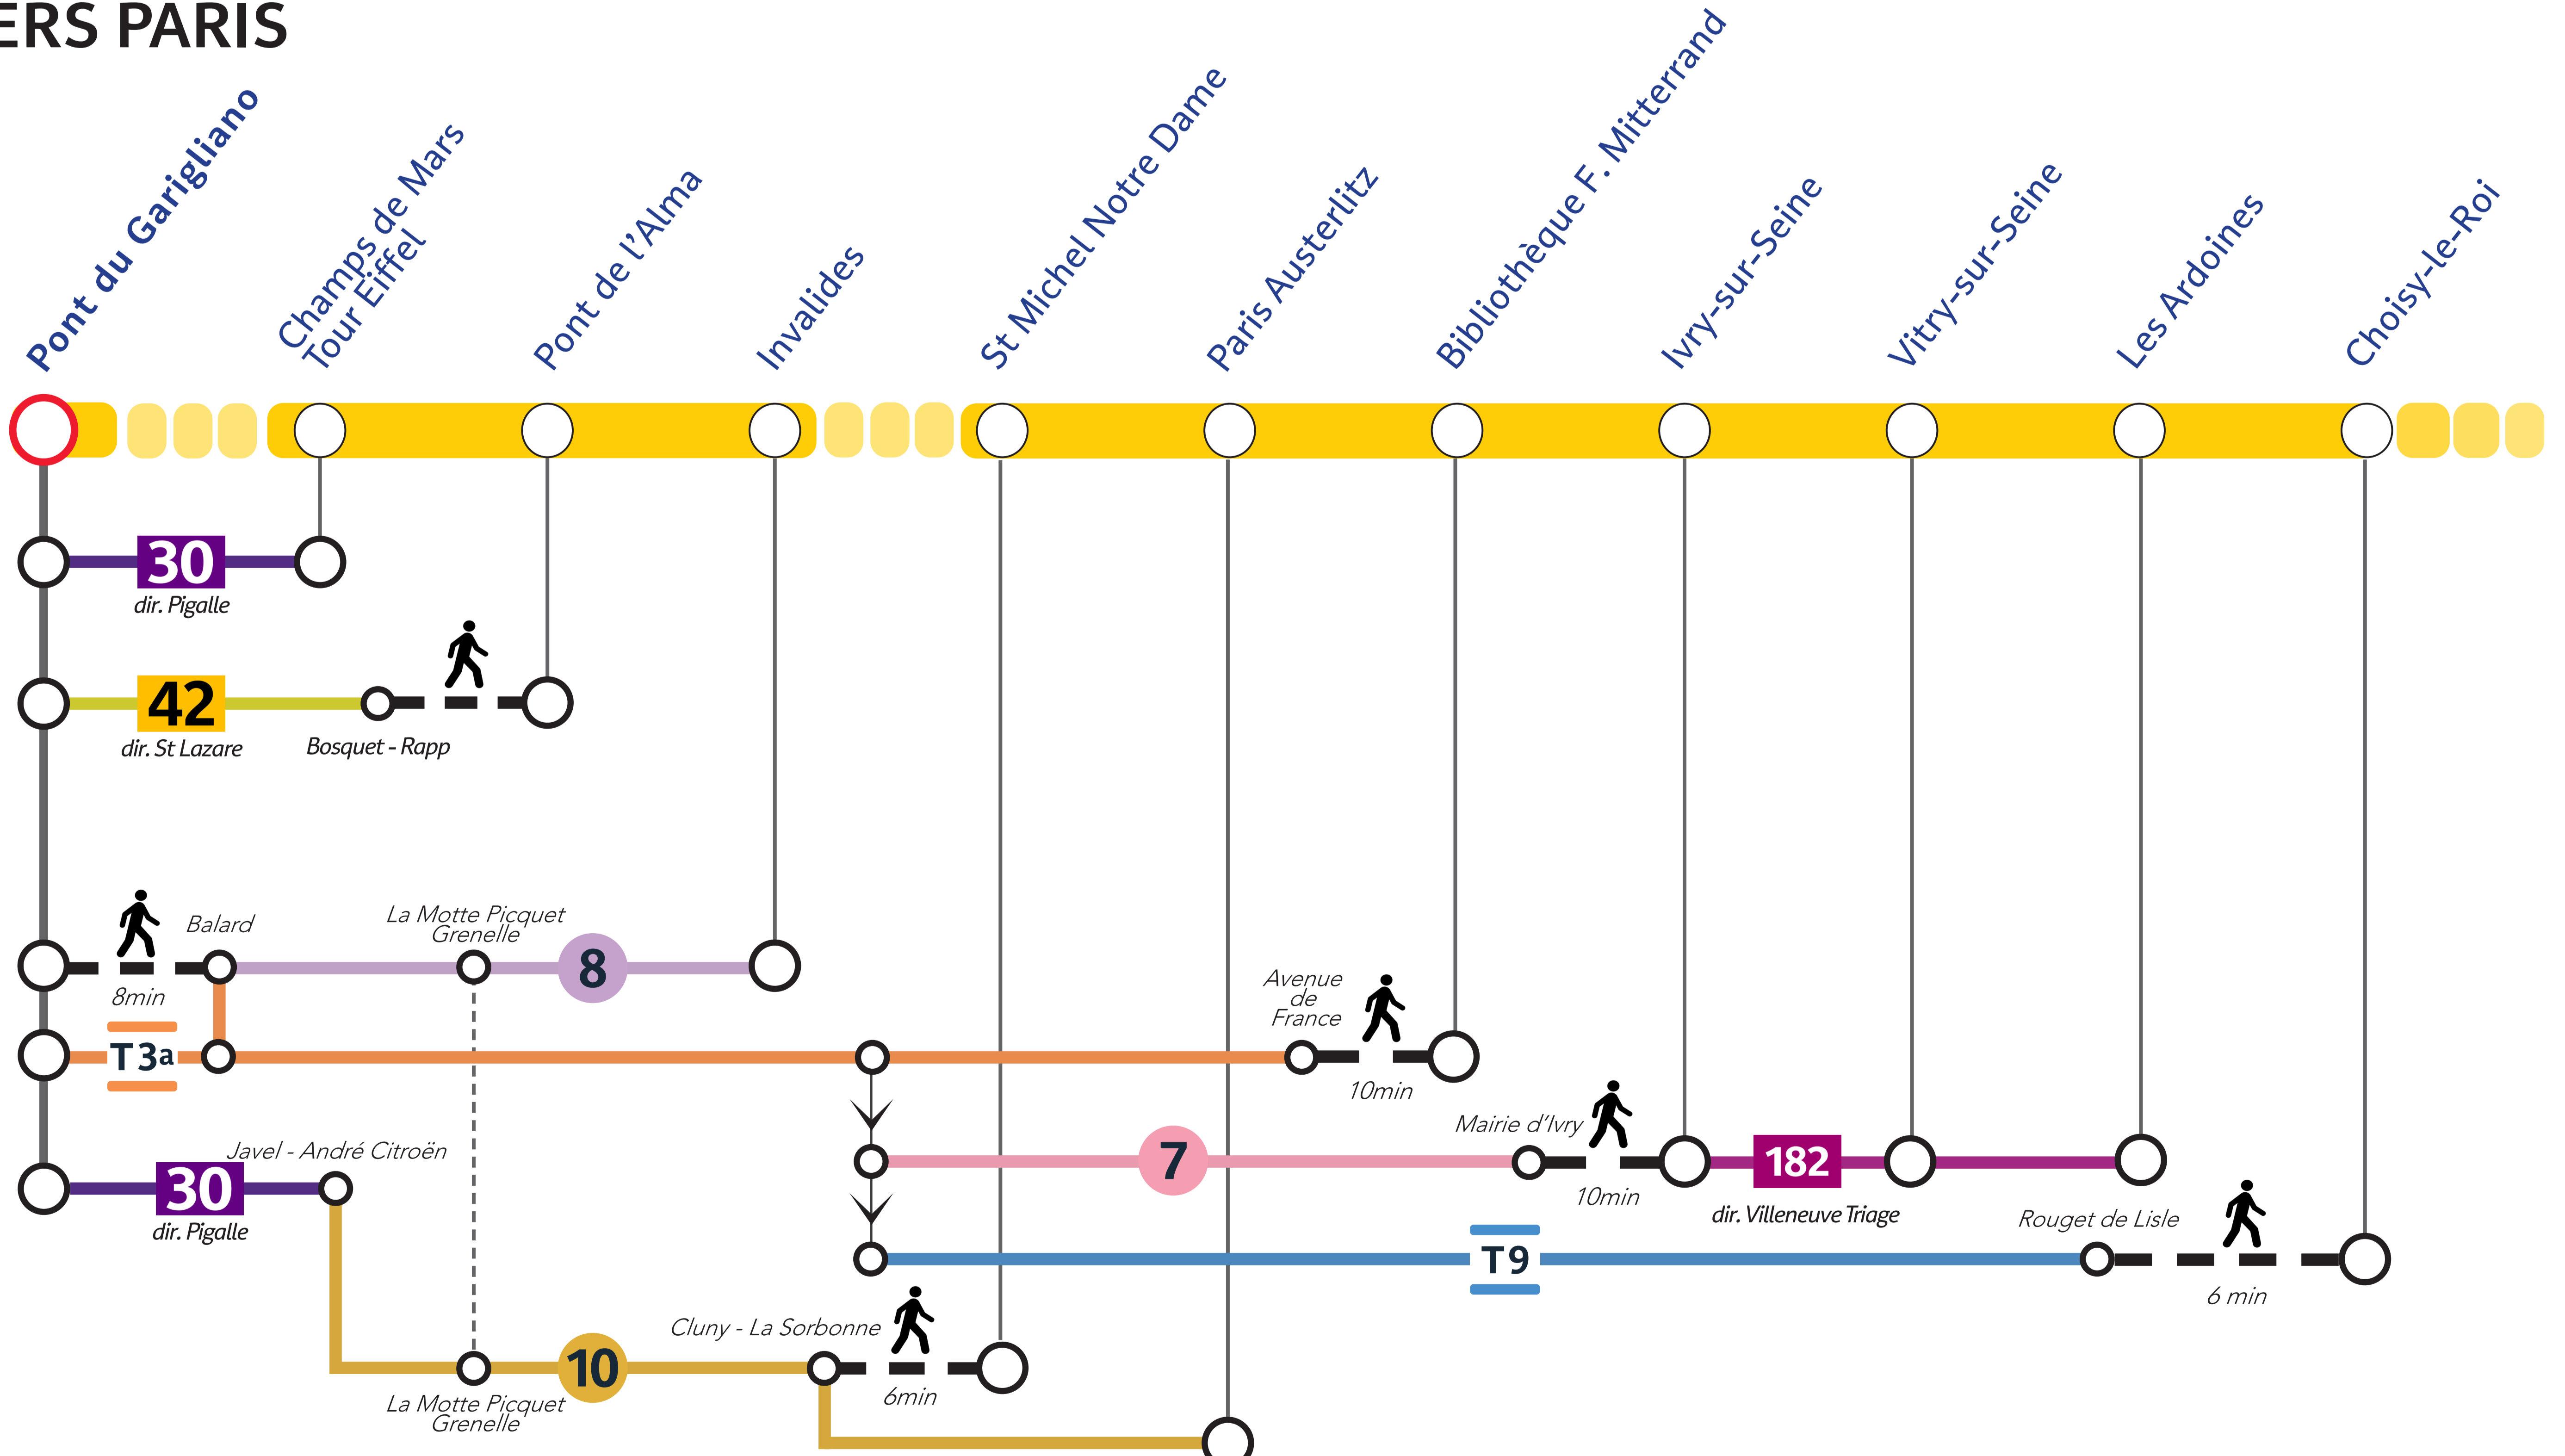 ERS PARIS
Pont du Garigliano
Champs de Mars
Tour Eiffel
Pont de l'Alma
Invalides
St Michel Notre Dame
Paris Austerlitz
Bibliothèque F. Mitterrand
Ivry-sur-Seine
Vitry-sur-Seine
Les Ardoines
Choisy-le-Roi
30
dir. Pigalle
42
dir. St Lazare
Bosquet - Rapp
Balard
8min
La Motte Picquet
Grenelle
8
T3a
Avenue
de
France
10min
Javel - André Citroën
30
dir. Pigalle
7
Mairie d'Ivry
10min
182
dir. Villeneuve Triage
T9
Rouget de Lisle
6 min
La Motte Picquet
Grenelle
10
Cluny - La Sorbonne
6min